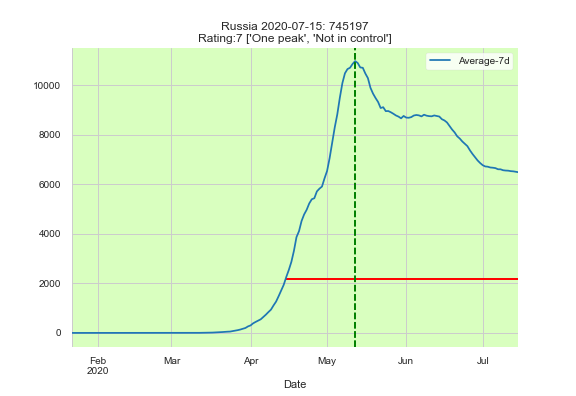 Russia 2020-07-15: 745197
Rating:7 ['One peak', 'Not in control']
Average-7d
10000
8000
6000
4000
2000
0
Feb Mar Apr May Jun Jul
2020
Date